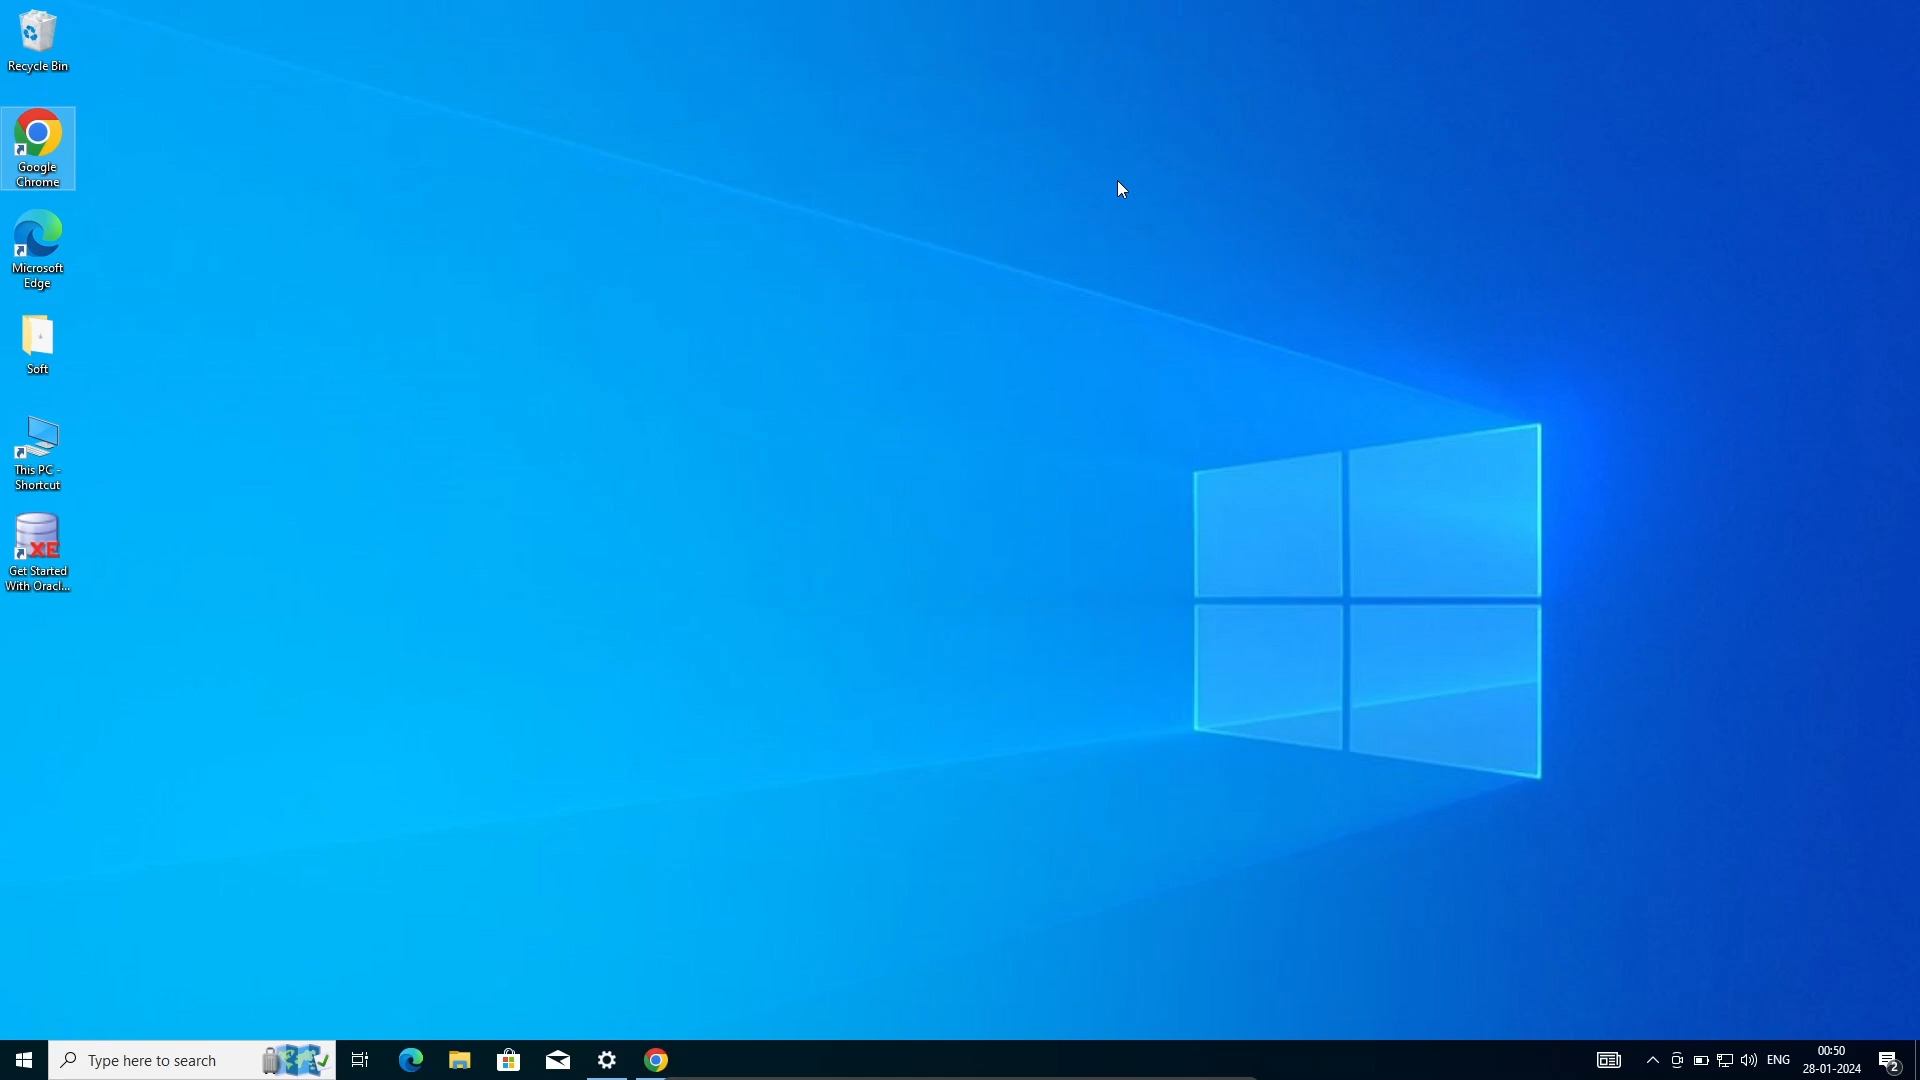 Recycle Bin
Google
Chrome
Microsoft
Edge
Soft
This PC -
Shortcut
XE
Get Started
With Oracl...
Type here to search
ENG
00:50
28-01-2024
2